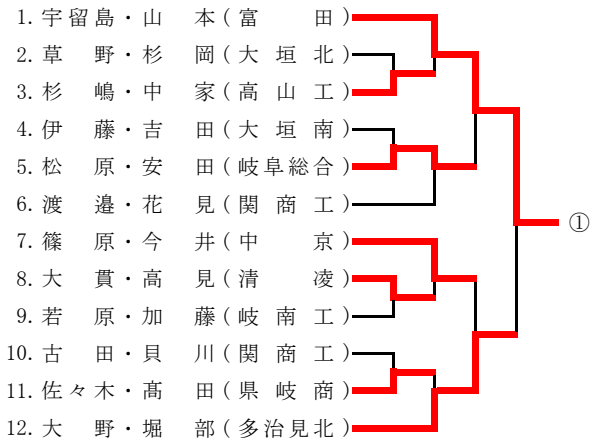 1. 宇留島・山 本(富 田)
2. 草 野・杉 岡(大 垣 北)
3. 杉 嶋・中 家(高 山 工)
4. 伊 藤・吉 田(大 垣 南)
5. 松 原・安 田(岐阜総合)
6. 渡 邉・花 見(関 商 工)
7. 篠 原・今 井(中 京)
8. 大 貫・高 見(清 凌)
9. 若 原・加 藤(岐 南 工)
10. 古 田・貝 川(関 商 工)
11. 佐々木・髙 田(県 岐 商)
12. 大 野・堀 部(多治見北)
①